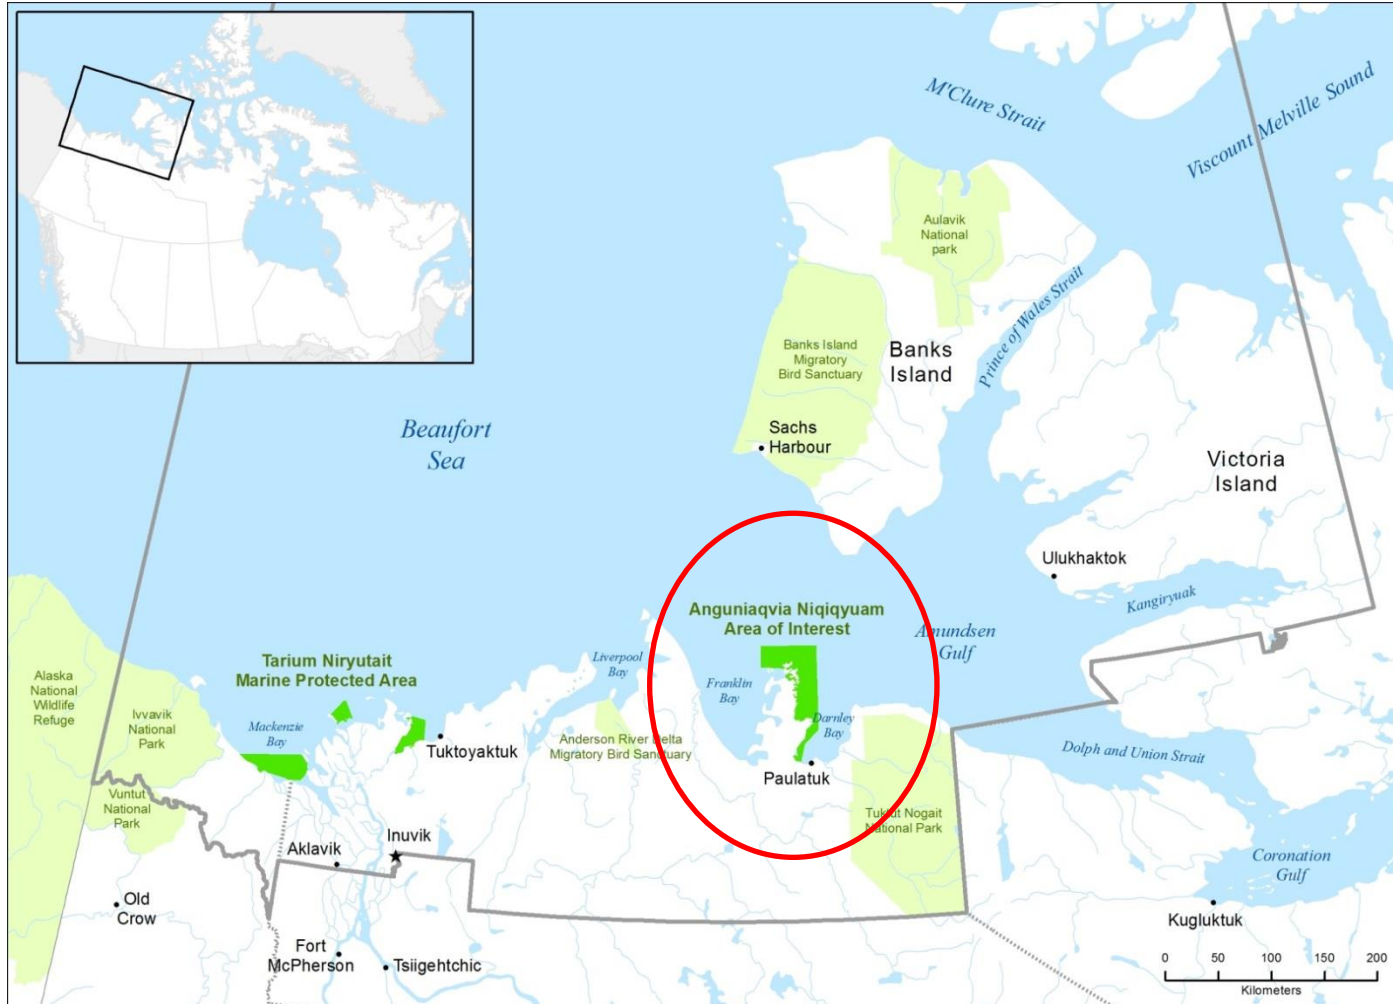 M'Clure Strait
Viscount Melville Sound
Aulavik
National
park
Prince of Wales Strait
Banks Island
Migratory
Bird Sanctuary
Banks
Island
Beaufort
Sea
Sachs
Harbour
Victoria
Island
Ulukhaktok
Kangiryuak
Anguniaqvia Niqiqyuam
Area of Interest
Amundsen
Gulf
Tarium Niryutait
Marine Protected Area
Liverpool
Bay
Franklin
Bay
Darnley
Bay
Alaska
National
Wildlife
Refuge
Ivvavik
National
Park
Mackenzie
Bay
Tuktoyaktuk
Anderson River Delta
Migratory Bird Sanctuary
Dolph and Union Strait
Paulatuk
Vuntut
National
Park
Tuktut Nogait
National Park
Inuvik
Aklavik
Coronation
Gulf
Old
Crow
Kugluktuk
Fort
McPherson
Tsiigehtchic
0 50 100 150 200
Kilometers